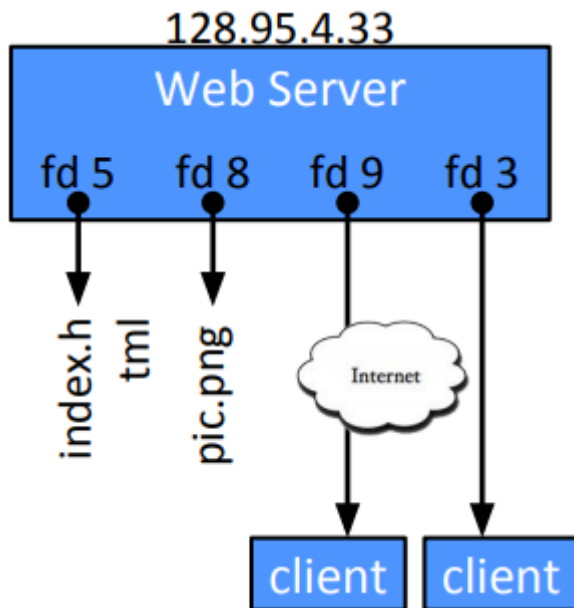 128.95.4.33
Web Server
fd 5 fd 8 fd 9 fd 3
index.h
tml
pic.png
Internet
client client